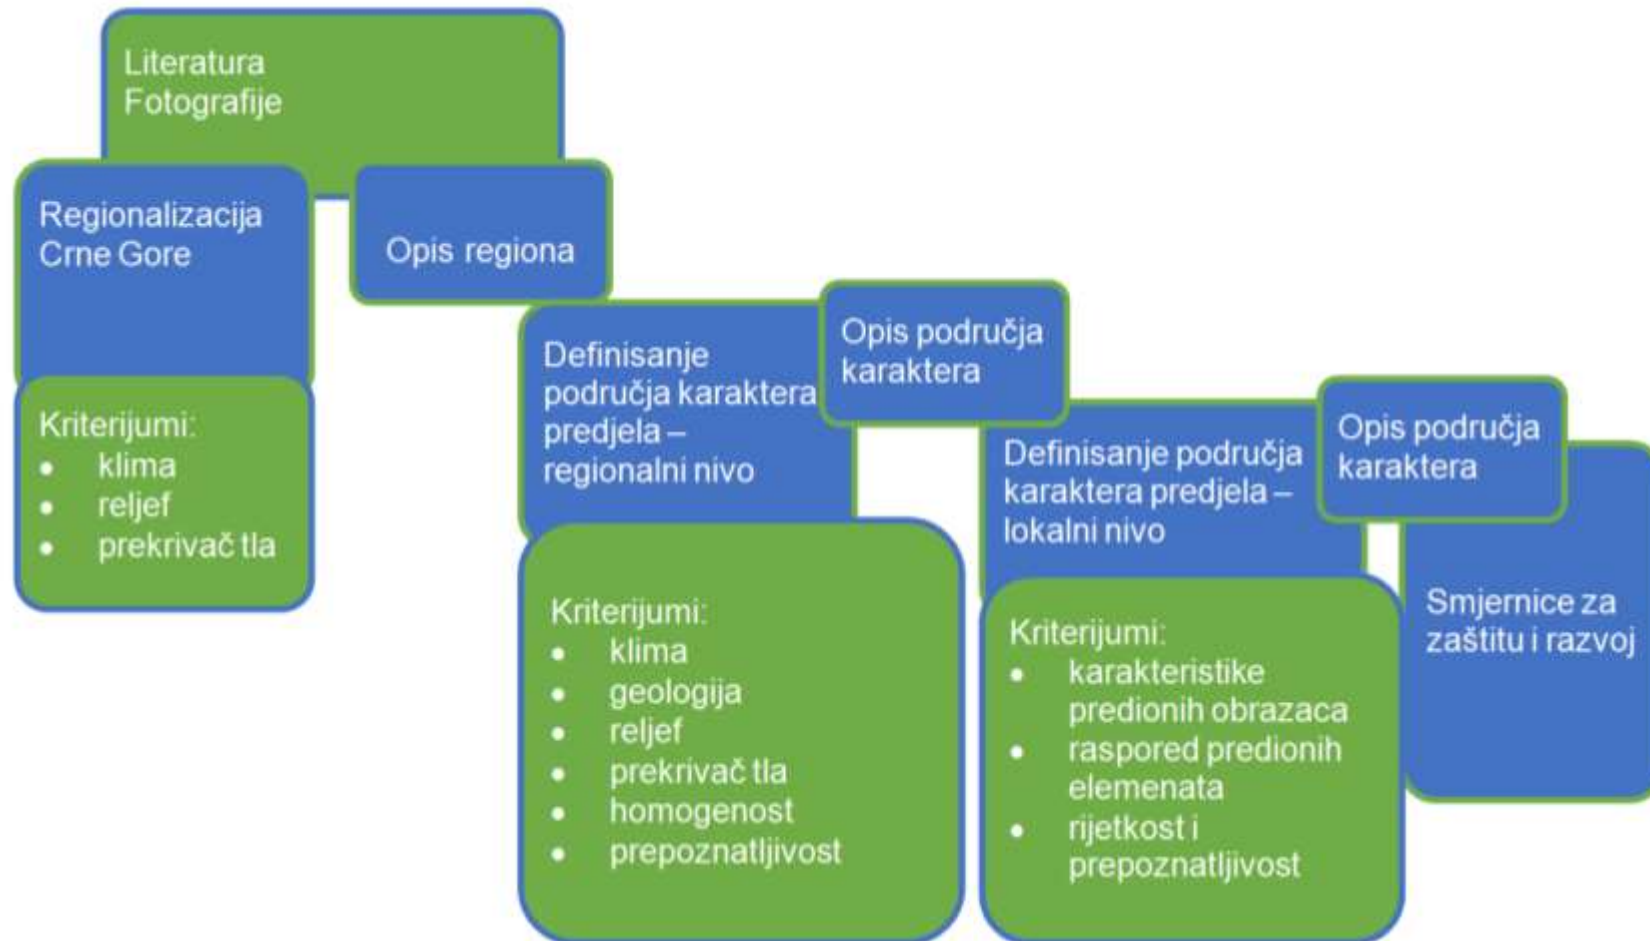 Literatura
Fotografije
Regionalizacija
Crne Gore
Opis regiona
Kriterijumi:
• klima
• reljef
• prekrivač tla
Definisanje
područja karaktera
predjela –
regionalni nivo
Opis područja
karaktera
Kriterijumi:
• klima
• geologija
• reljef
• prekrivač tla
• homogenost
• prepoznatljivost
Definisanje područja
karaktera predjela –
lokalni nivo
Opis područja
karaktera
Kriterijumi:
• karakteristike
predionih obrazaca
• raspored predionih
elemenata
• rijetkost i
prepoznatljivost
Smjernice za
zaštitu i razvoj